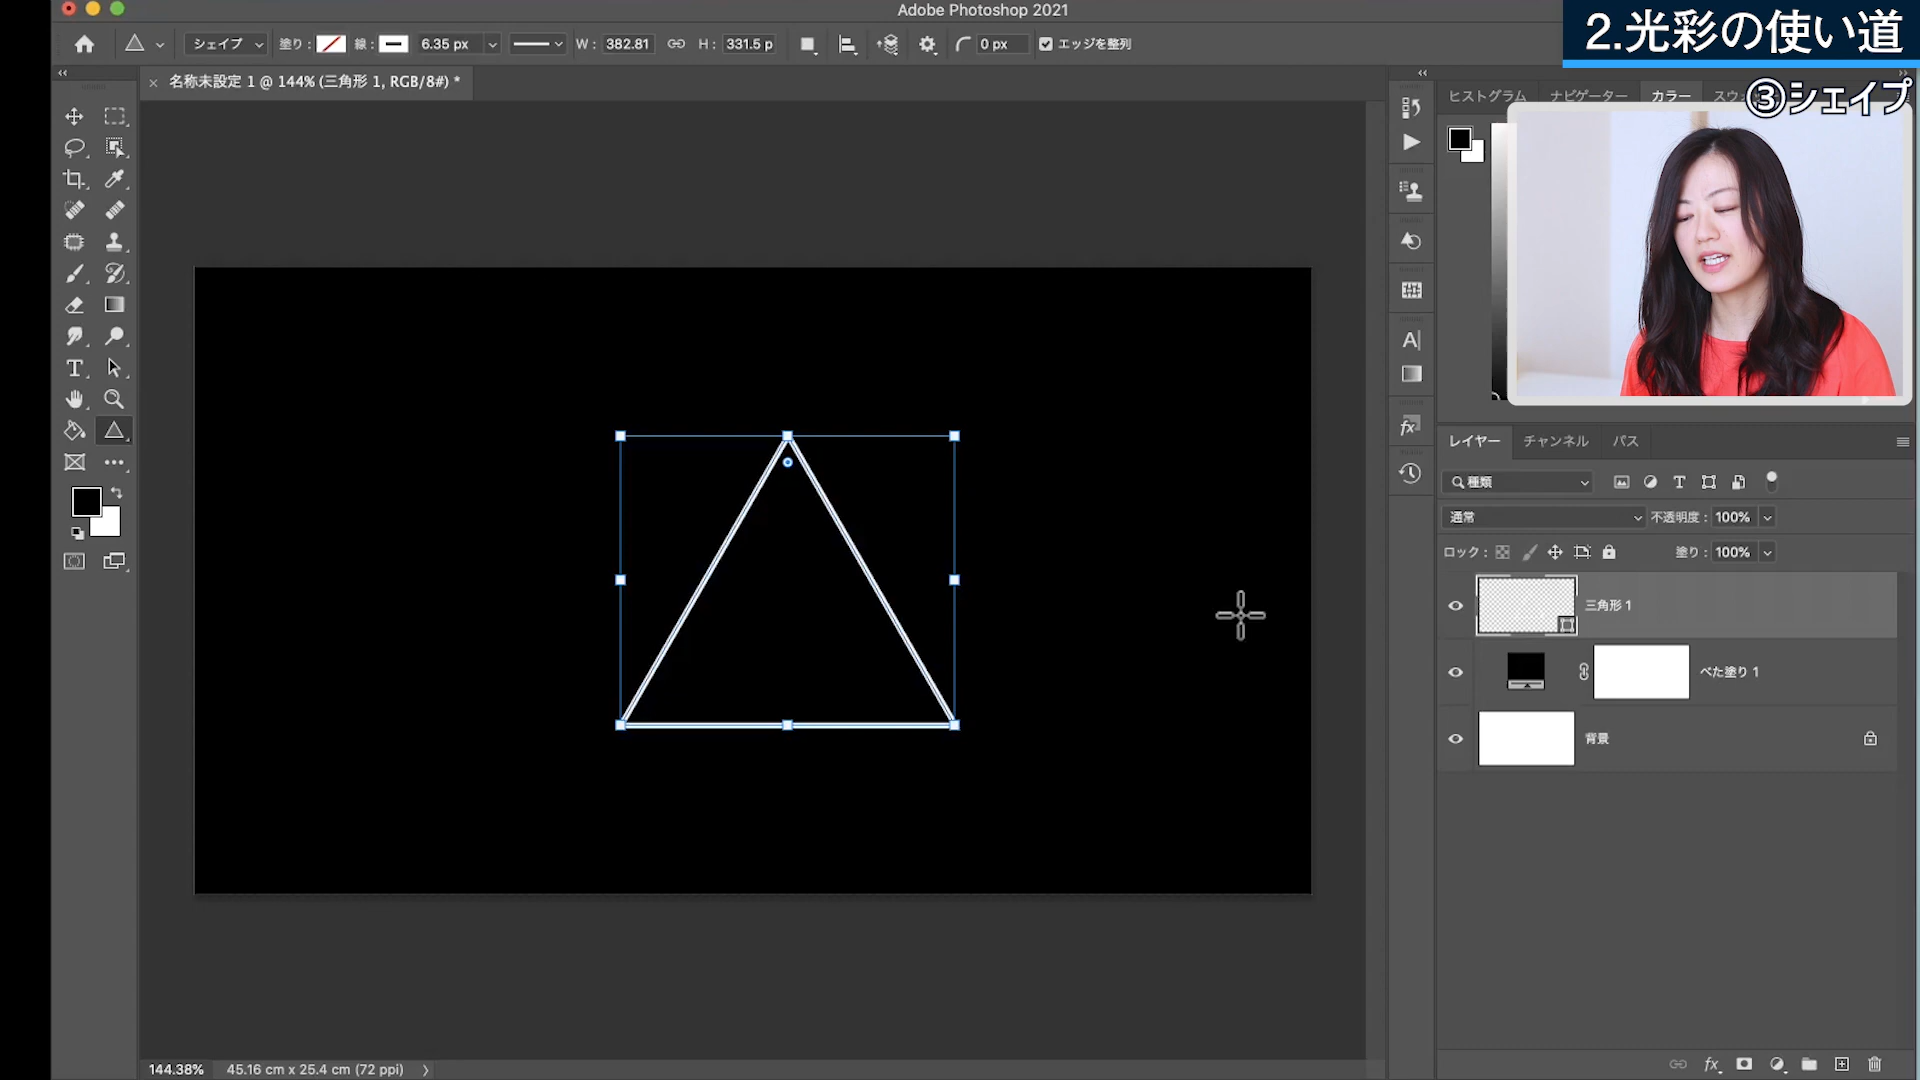 Adobe Photoshop 2021
2.光彩の使い道
③シェイプ
シェイプ 塗り: 線: 6.35 px W: 382.81 H: 331.5 p 0 px エッジを整列
名称未設定 1 @ 144% (三角形 1, RGB/8#) *
ヒストグラム ナビゲーター カラー スウ
レイヤー チャンネル パス
種類
通常 不透明度: 100%
ロック: 塗り: 100%
三角形 1
べた塗り 1
背景
144.38% 45.16 cm x 25.4 cm (72 ppi)